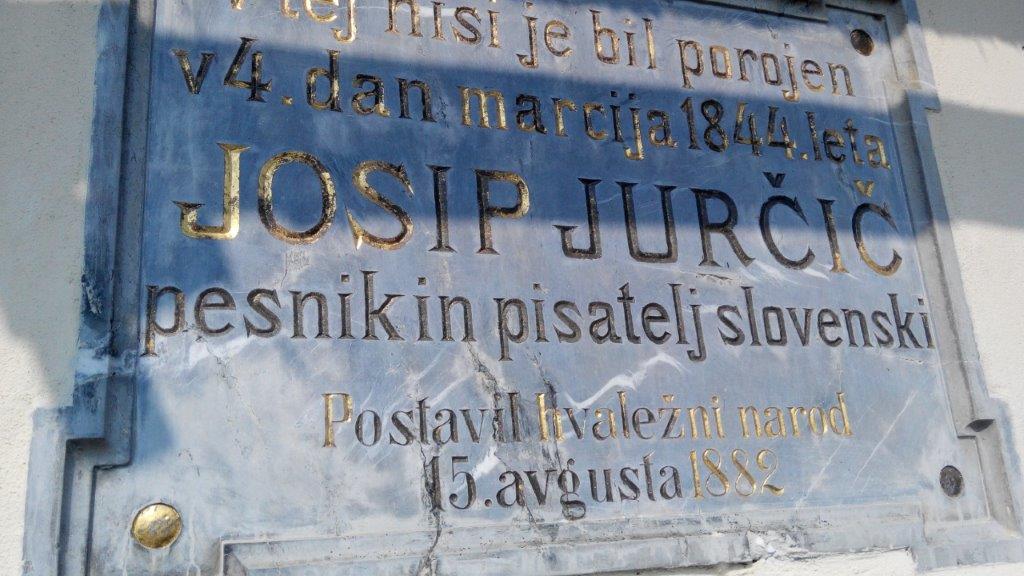 V tej hiši je bil porojen
v 4. dan marcija 1844. leta
JOSIP JURČIČ
pesnik in pisatelj slovenski
Postavil hvaležni narod
15. avgusta 1882